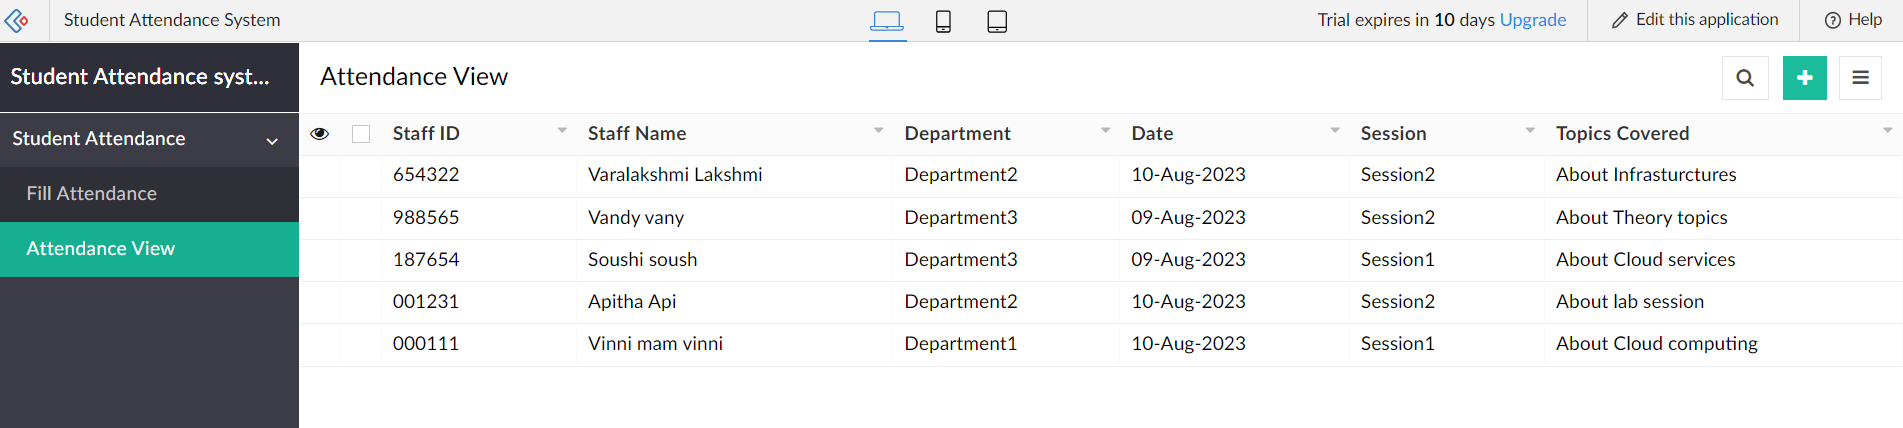 Student Attendance System
Trial expires in 10 days Upgrade
Edit this application
Help
Student Attendance syst...
Attendance View
Student Attendance
Fill Attendance
Attendance View
Staff ID Staff Name Department Date Session Topics Covered
654322 Varalakshmi Lakshmi Department2 10-Aug-2023 Session2 About Infrasturctures
988565 Vandy vany Department3 09-Aug-2023 Session2 About Theory topics
187654 Soushi soush Department3 09-Aug-2023 Session1 About Cloud services
001231 Apitha Api Department2 10-Aug-2023 Session2 About lab session
000111 Vinni mam vinni Department1 10-Aug-2023 Session1 About Cloud computing